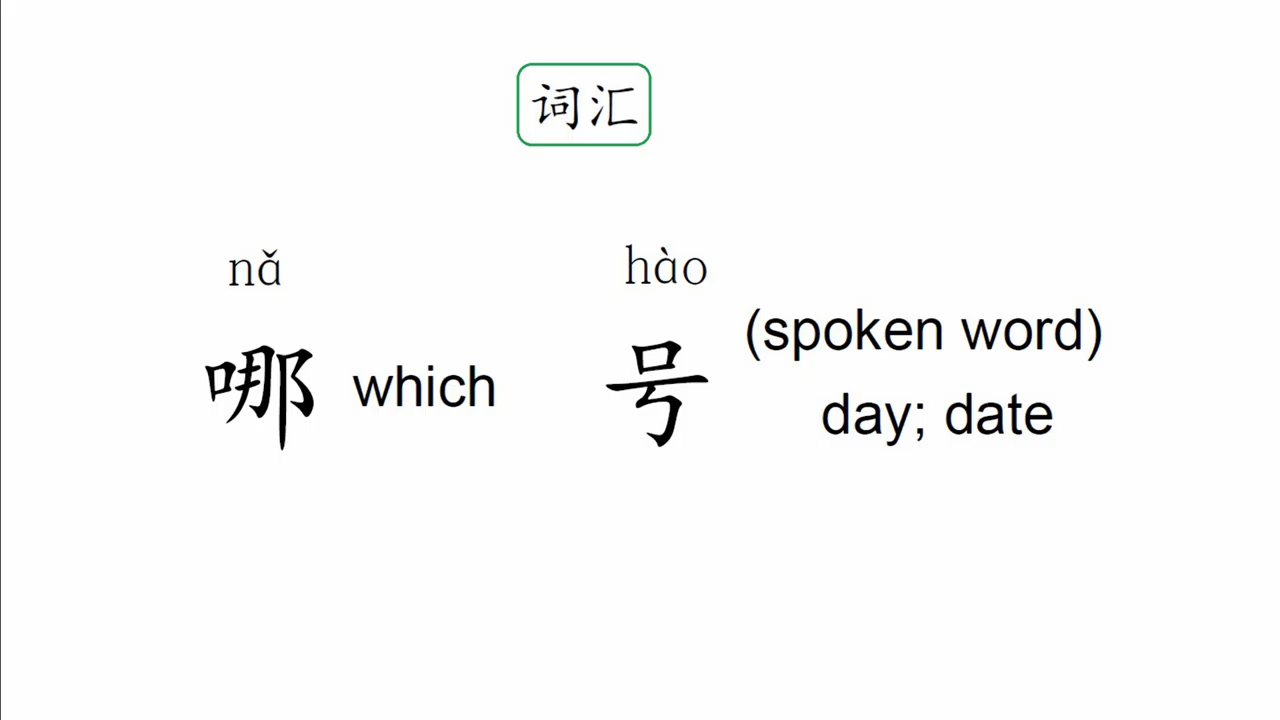 词汇
nǎ
hào
哪 which
号
(spoken word)
day; date